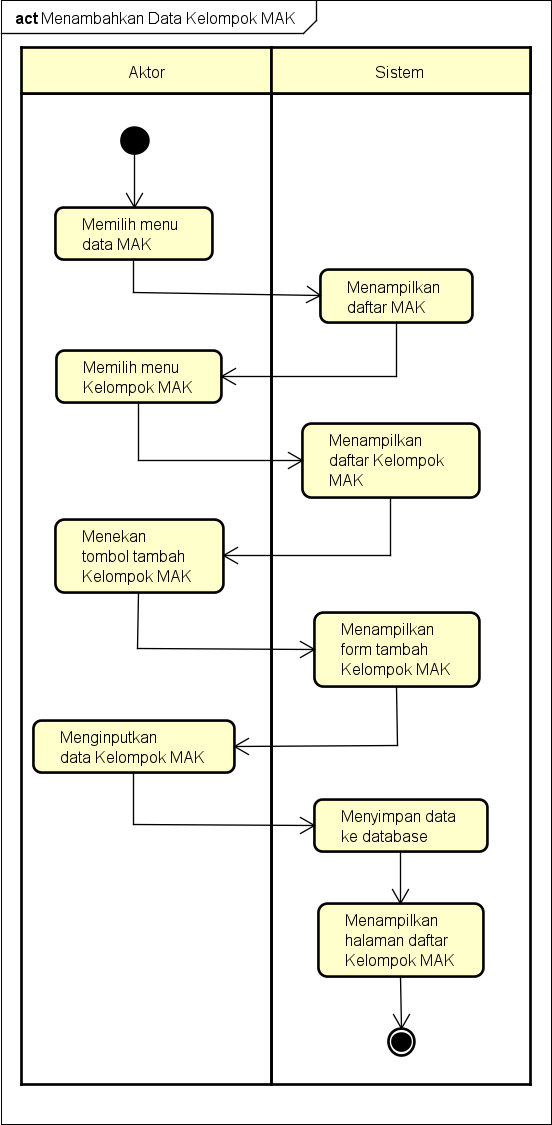 act Menambahkan Data Kelompok MAK
Aktor
Sistem
Memilih menu
data MAK
Menampilkan
daftar MAK
Memilih menu
Kelompok MAK
Menampilkan
daftar Kelompok
MAK
Menekan
tombol tambah
Kelompok MAK
Menampilkan
form tambah
Kelompok MAK
Menginputkan
data Kelompok MAK
Menyimpan data
ke database
Menampilkan
halaman daftar
Kelompok MAK